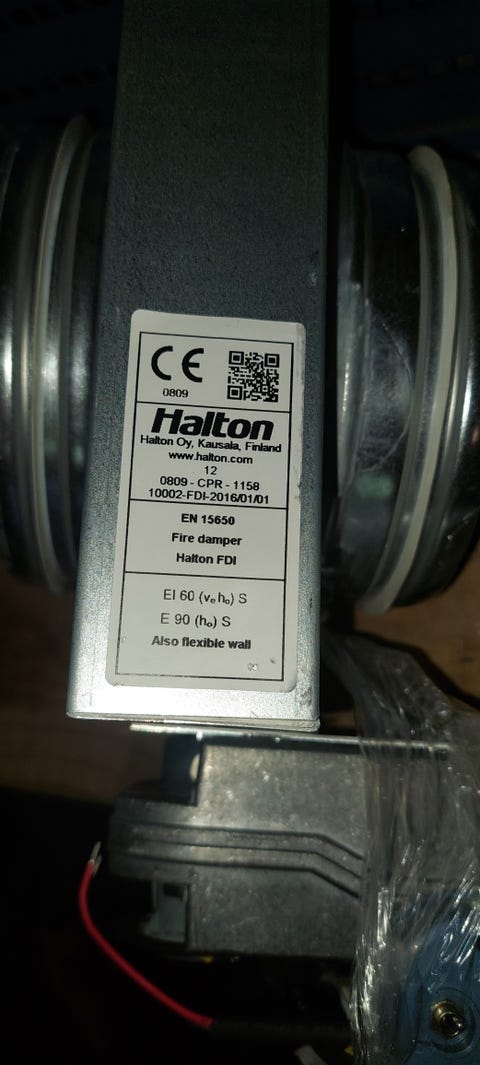 CE
0809
Halton
Halton Oy, Kausala, Finland
www.halton.com
12
0809 - CPR - 1158
10002-FDI-2016/01/01
EN 15650
Fire damper
Halton FDI
EI 60 (vₑ hₒ) S
E 90 (hₒ) S
Also flexible wall